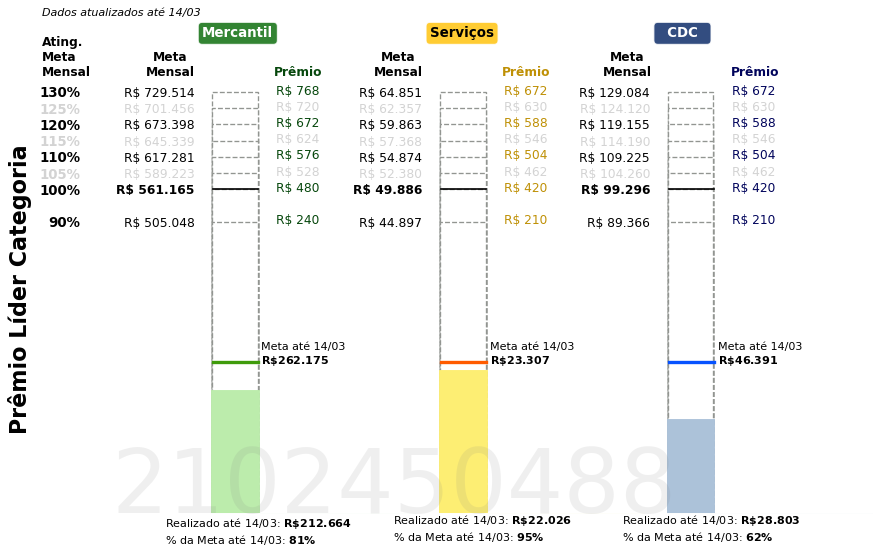 Dados atualizados até 14/03
Mercantil Serviços CDC
Ating. Meta Mensal Meta Mensal Prêmio Meta Mensal Prêmio Meta Mensal Prêmio
130% R$ 729.514 R$ 768 R$ 64.851 R$ 672 R$ 129.084 R$ 672
125% R$ 701.456 R$ 720 R$ 62.357 R$ 630 R$ 124.120 R$ 630
120% R$ 673.398 R$ 672 R$ 59.863 R$ 588 R$ 119.155 R$ 588
115% R$ 645.339 R$ 624 R$ 57.368 R$ 546 R$ 114.190 R$ 546
110% R$ 617.281 R$ 576 R$ 54.874 R$ 504 R$ 109.225 R$ 504
105% R$ 589.223 R$ 528 R$ 52.380 R$ 462 R$ 104.260 R$ 462
100% R$ 561.165 R$ 480 R$ 49.886 R$ 420 R$ 99.296 R$ 420
90% R$ 505.048 R$ 240 R$ 44.897 R$ 210 R$ 89.366 R$ 210
Prêmio Líder Categoria
Meta até 14/03 Meta até 14/03 Meta até 14/03
R$262.175 R$23.307 R$46.391
2102450488
Realizado até 14/03: R$212.664 Realizado até 14/03: R$22.026 Realizado até 14/03: R$28.803
% da Meta até 14/03: 81% % da Meta até 14/03: 95% % da Meta até 14/03: 62%